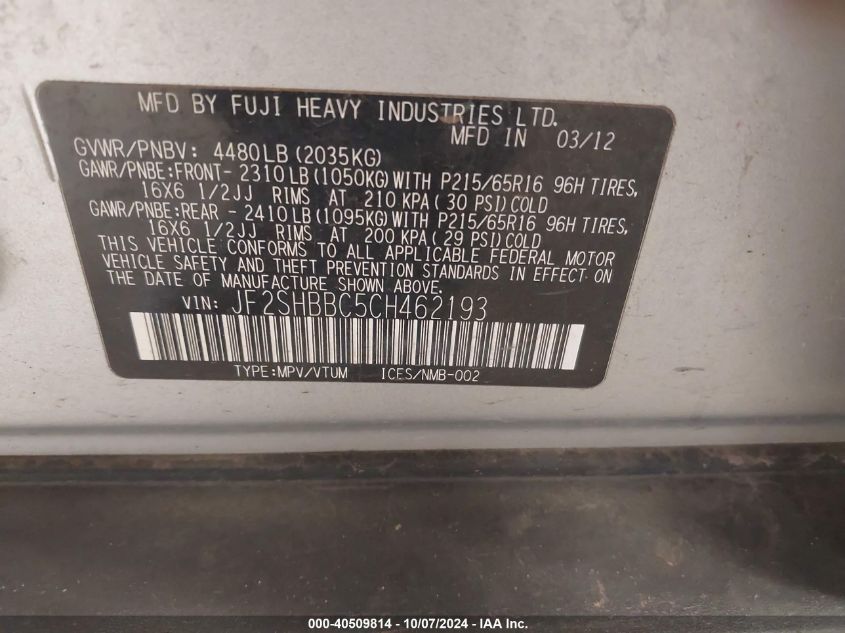 MFD BY FUJI HEAVY INDUSTRIES LTD.
MFD IN 03/12
GVWR/PNBV: 4480LB(2035KG)
GAWR/PNBE:FRONT- 2310LB(1050KG)WITH P215/65R16 96H TIRES,
16X6 1/2JJ RIMS AT 210 KPA( 30 PSI)COLD
GAWR/PNBE:REAR - 2410LB(1095KG)WITH P215/65R16 96H TIRES,
16X6 1/2JJ RIMS AT 200 KPA( 29 PSI)COLD
THIS VEHICLE CONFORMS TO ALL APPLICABLE FEDERAL MOTOR
VEHICLE SAFETY AND THEFT PREVENTION STANDARDS IN EFFECT ON
THE DATE OF MANUFACTURE SHOWN ABOVE.
VIN: JF2SHBBC5CH462193
TYPE:MPV/VTUM ICES/NMB-002
000-40509814 - 10/07/2024 - IAA Inc.